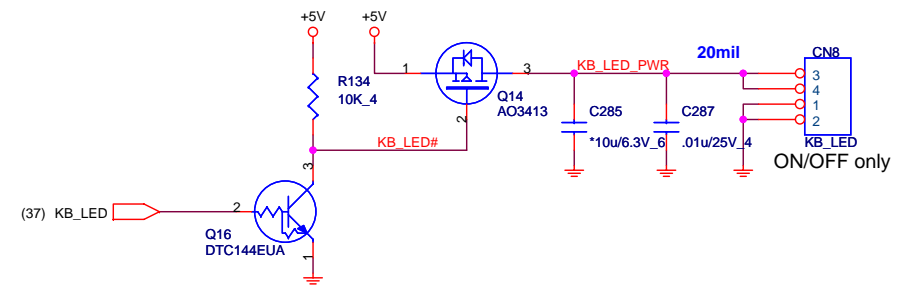 +5V
+5V
20mil
CN8
R134
10K_4
1
3
KB_LED_PWR
3
4
1
2
Q14
AO3413
2
C285
*10u/6.3V_6
C287
.01u/25V_4
KB_LED
ON/OFF only
KB_LED#
3
(37) KB_LED
2
Q16
DTC144EUA
1